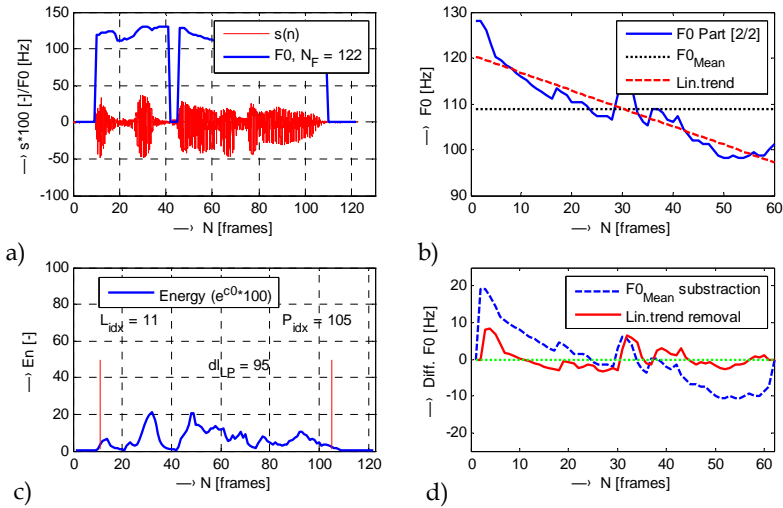 150
100
50
0
-50
-100
0 20 40 60 80 100 120
—› s*100 [-]/F0 [Hz]
—› N [frames]
s(n)
F0, N_F = 122
a)
130
120
110
100
90
0 10 20 30 40 50 60
—› F0 [Hz]
—› N [frames]
F0 Part [2/2]
F0_Mean
Lin.trend
b)
100
80
60
40
20
0
0 20 40 60 80 100 120
—› En [-]
—› N [frames]
Energy (e^c0*100)
L_idx = 11
P_idx = 105
dl_LP = 95
c)
20
10
0
-10
-20
0 10 20 30 40 50 60
—› Diff. F0 [Hz]
—› N [frames]
F0_Mean subtraction
Lin.trend removal
d)